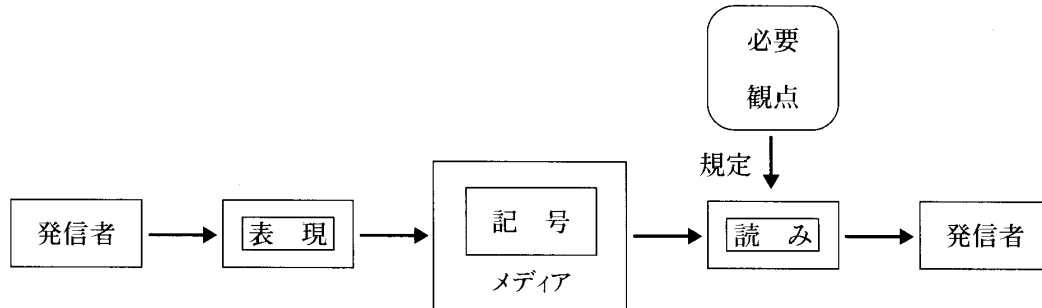 必要
観点
規定
発信者
表 現
記 号
メディア
読 み
発信者